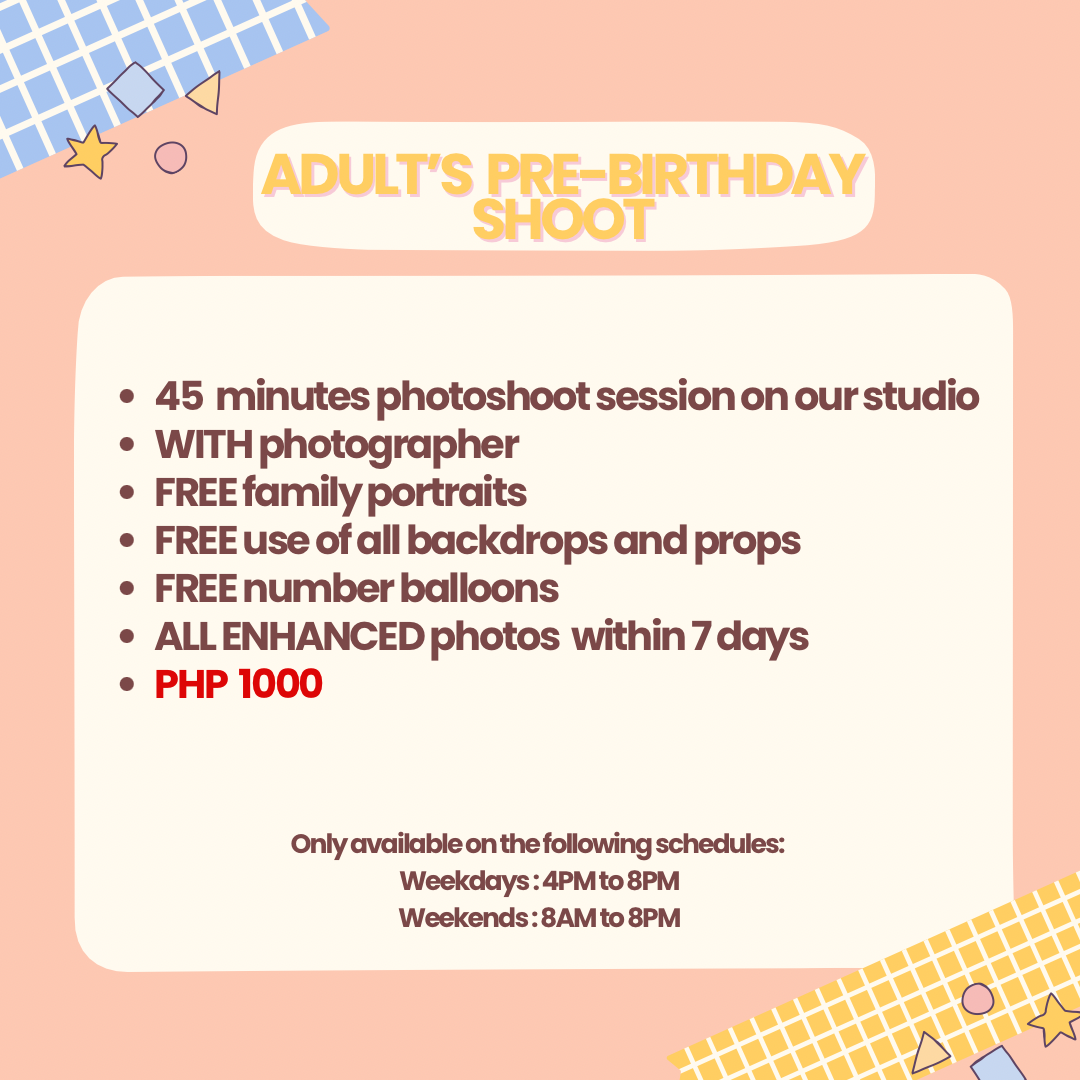 ADULT'S PRE-BIRTHDAY
SHOOT
• 45 minutes photoshoot session on our studio
• WITH photographer
• FREE family portraits
• FREE use of all backdrops and props
• FREE number balloons
• ALL ENHANCED photos within 7 days
• PHP 1000
Only available on the following schedules:
Weekdays : 4PM to 8PM
Weekends : 8AM to 8PM